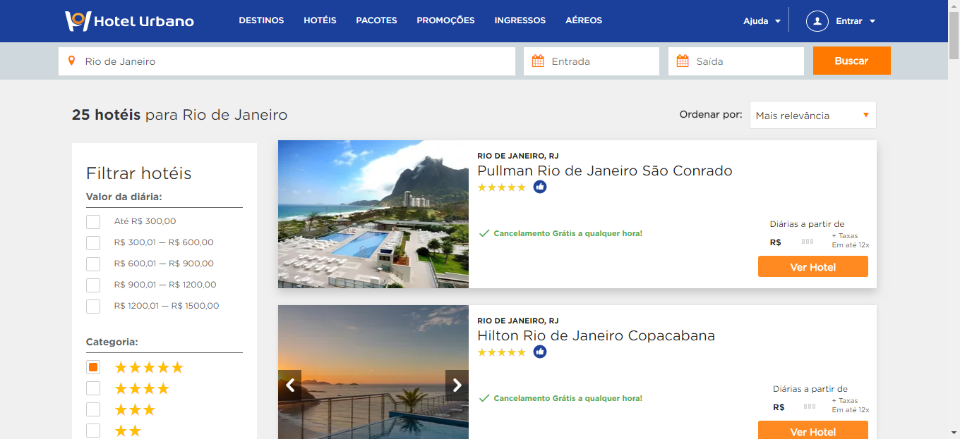 Hotel Urbano
DESTINOS HOTÉIS PACOTES PROMOÇÕES INGRESSOS AÉREOS
Ajuda Entrar
Rio de Janeiro
Entrada
Saída
Buscar
25 hotéis para Rio de Janeiro
Ordenar por: Mais relevância
Filtrar hotéis
Valor da diária:
Até R$ 300,00
R$ 300,01 — R$ 600,00
R$ 600,01 — R$ 900,00
R$ 900,01 — R$ 1200,00
R$ 1200,01 — R$ 1500,00
Categoria:
RIO DE JANEIRO, RJ
Pullman Rio de Janeiro São Conrado
Cancelamento Grátis a qualquer hora!
Diárias a partir de
R$
+ Taxas
Em até 12x
Ver Hotel
RIO DE JANEIRO, RJ
Hilton Rio de Janeiro Copacabana
Cancelamento Grátis a qualquer hora!
Diárias a partir de
R$
+ Taxas
Em até 12x
Ver Hotel